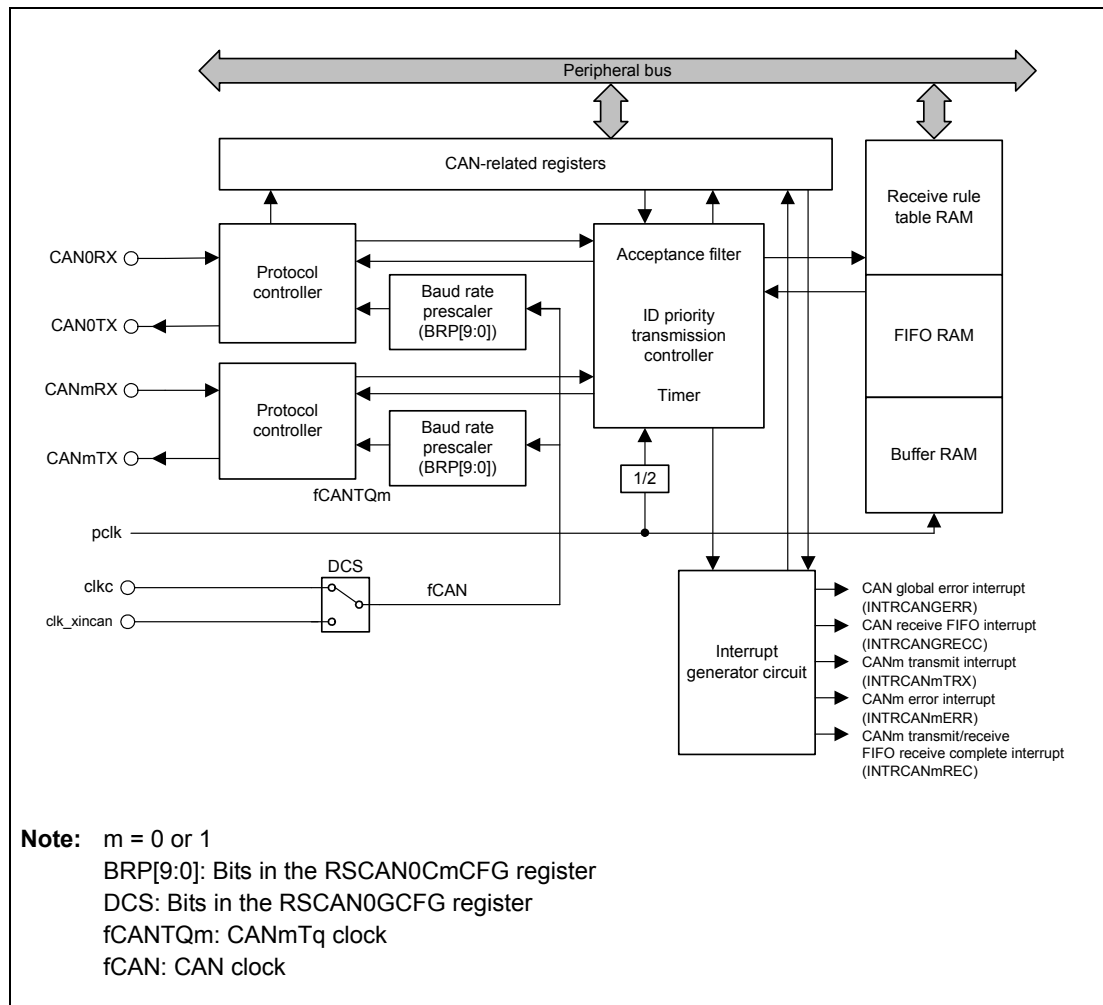 Peripheral bus
CAN-related registers
Receive rule
table RAM
FIFO RAM
Buffer RAM
CAN0RX
CAN0TX
Protocol
controller
Baud rate
prescaler
(BRP[9:0])
Acceptance filter
ID priority
transmission
controller
Timer
CANmRX
CANmTX
Protocol
controller
Baud rate
prescaler
(BRP[9:0])
fCANTQm
1/2
pclk
DCS
clkc
fCAN
clk_xincan
Interrupt
generator circuit
CAN global error interrupt
(INTRCANGERR)
CAN receive FIFO interrupt
(INTRCANGRECC)
CANm transmit interrupt
(INTRCANmTRX)
CANm error interrupt
(INTRCANmERR)
CANm transmit/receive
FIFO receive complete interrupt
(INTRCANmREC)
Note: m = 0 or 1
BRP[9:0]: Bits in the RSCAN0CmCFG register
DCS: Bits in the RSCAN0GCFG register
fCANTQm: CANmTq clock
fCAN: CAN clock